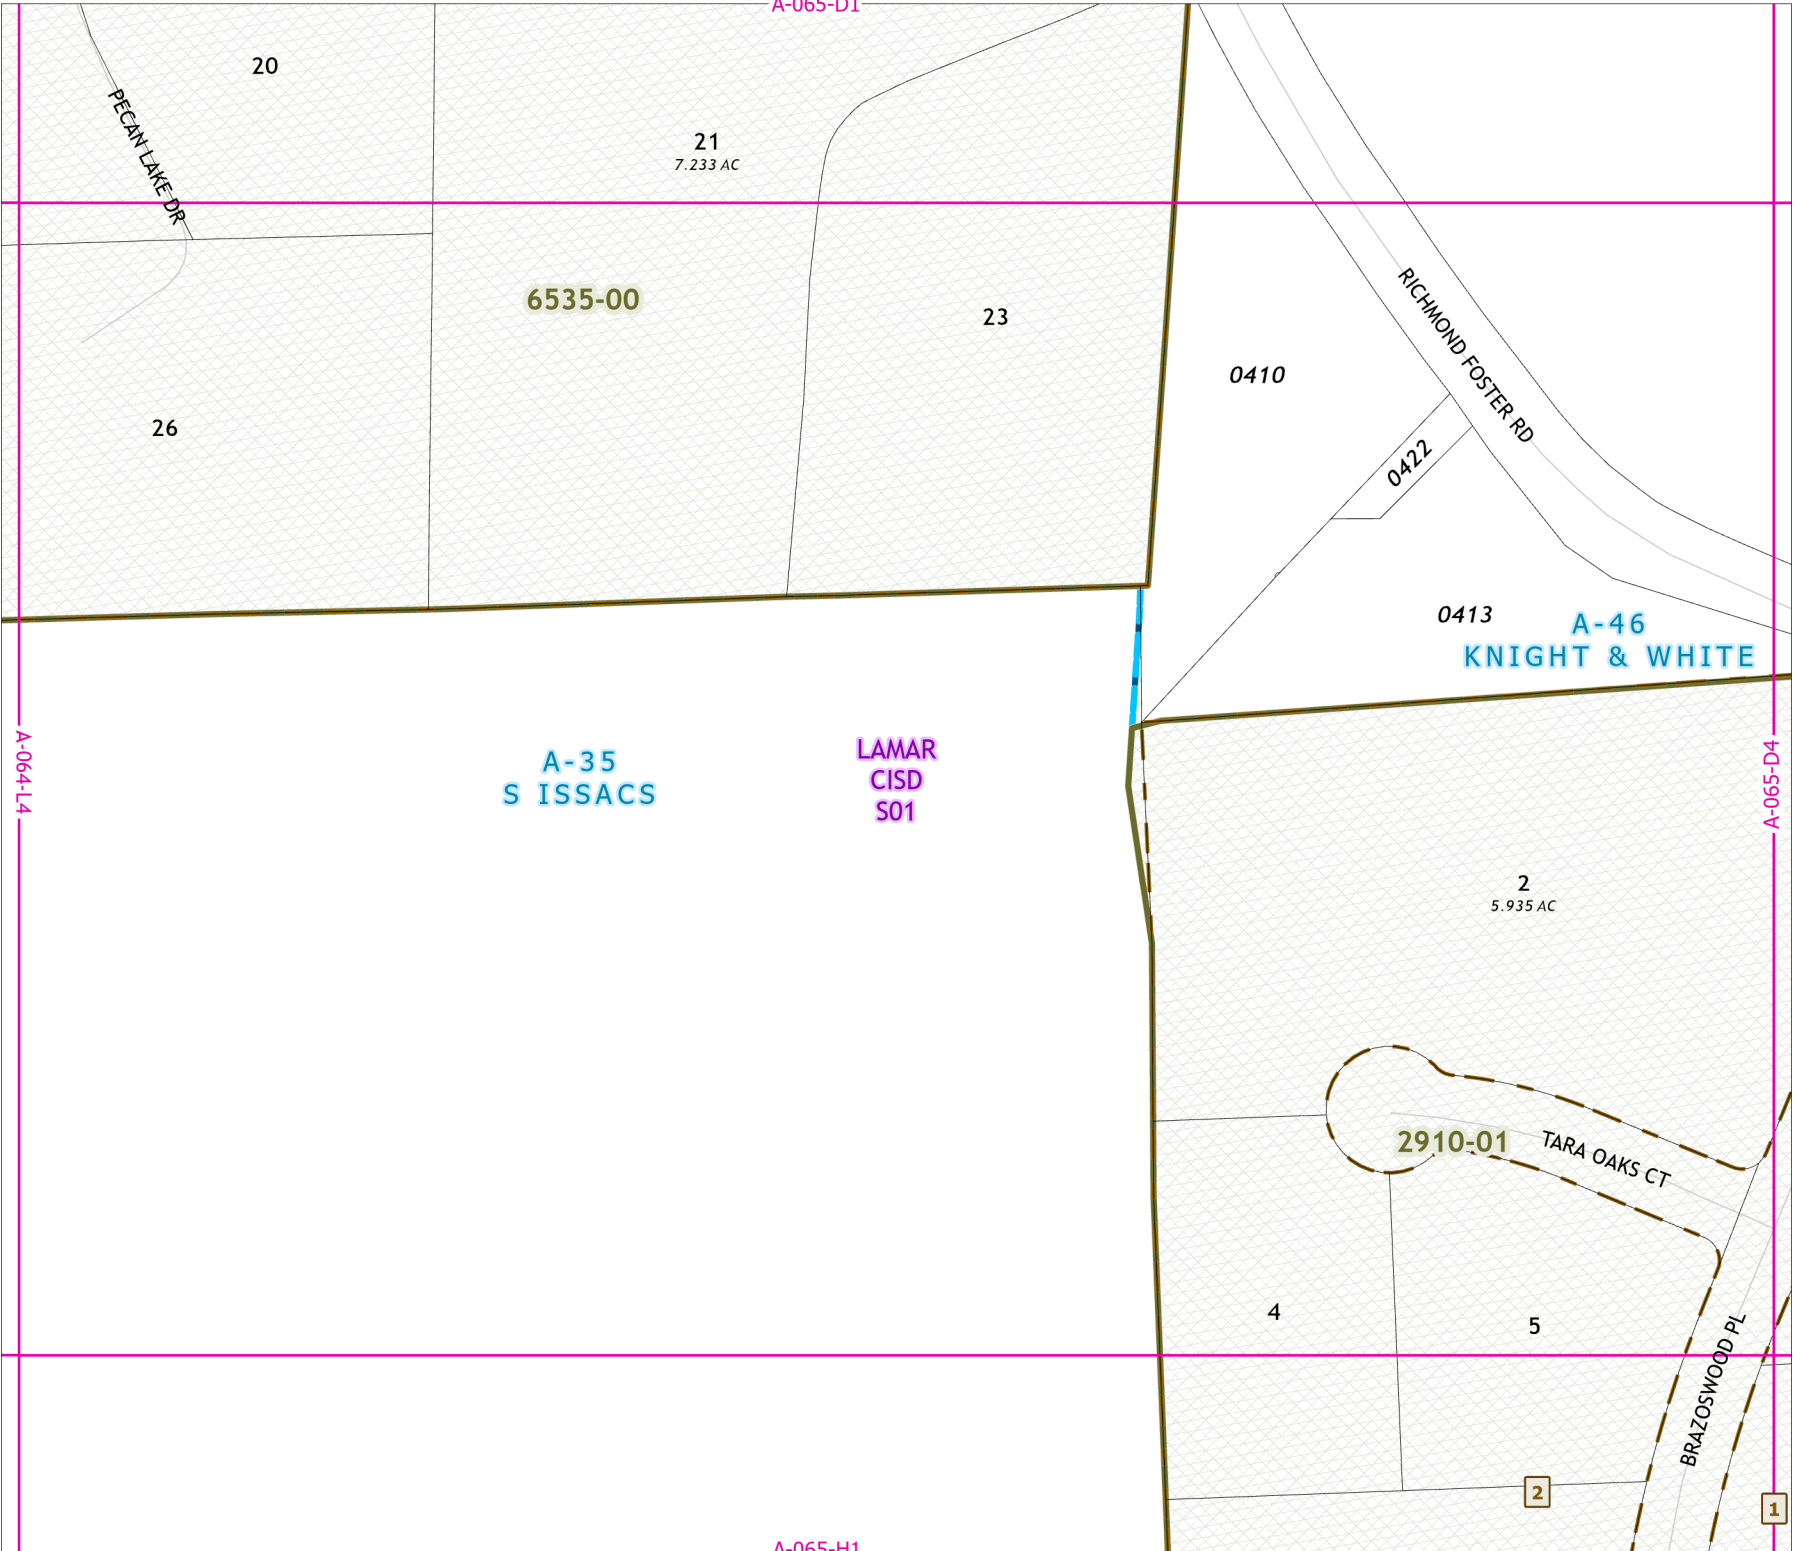 A-065-D1
20
PECAN LAKE DR
21
7.233 AC
6535-00
23
26
RICHMOND FOSTER RD
0410
0422
0413
A-46
KNIGHT & WHITE
A-064-L4
A-35
S ISSACS
LAMAR
CISD
S01
A-065-D4
2
5.935 AC
2910-01
TARA OAKS CT
4
5
BRAZOSWOOD PL
2
1
A-065-H1